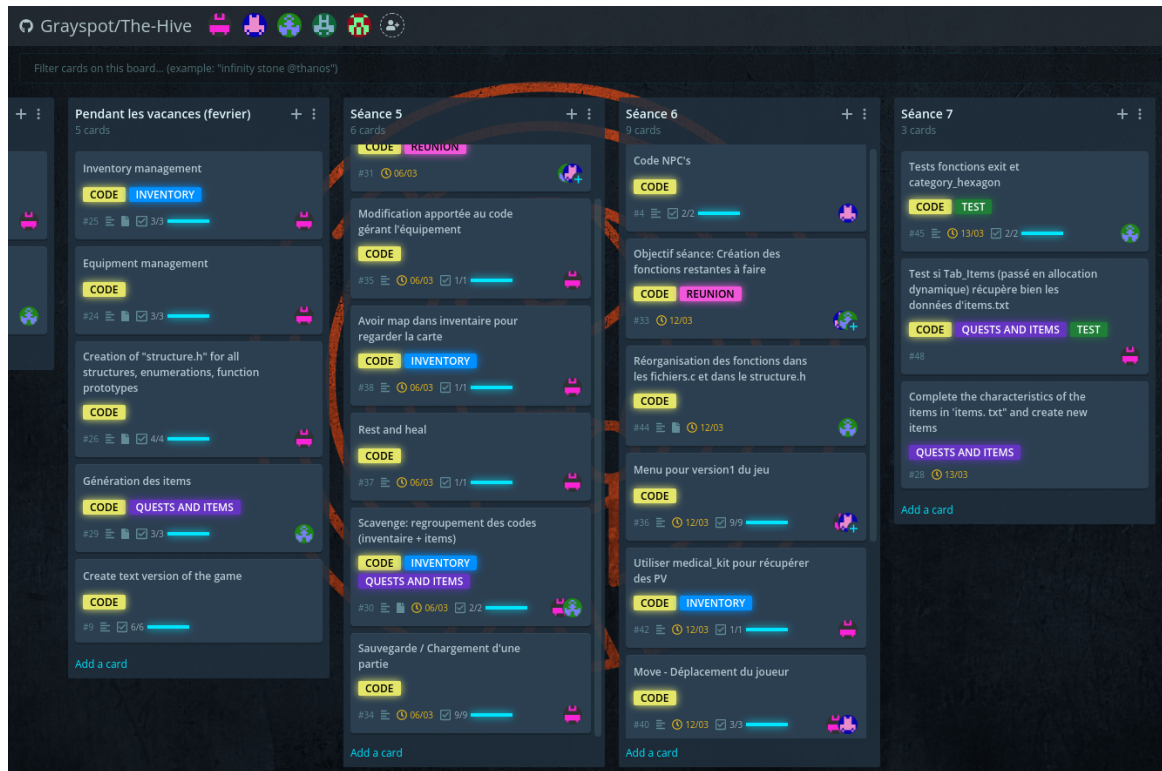 Grayspot/The-Hive
Filter cards on this board... (example: "infinity stone @thanos")
Pendant les vacances (fevrier)
5 cards
Inventory management
CODE INVENTORY
#25 3/3
Equipment management
CODE
#24 3/3
Creation of "structure.h" for all
structures, enumerations, function
prototypes
CODE
#26 4/4
Génération des items
CODE QUESTS AND ITEMS
#29 3/3
Create text version of the game
CODE
#9 6/6
Add a card
Séance 5
6 cards
CODE REUNION
#31 06/03
Modification apportée au code
gérant l'équipement
CODE
#35 06/03 1/1
Avoir map dans inventaire pour
regarder la carte
CODE INVENTORY
#38 06/03 1/1
Rest and heal
CODE
#37 06/03 1/1
Scavenge: regroupement des codes
(inventaire + items)
CODE INVENTORY
QUESTS AND ITEMS
#30 06/03 2/2
Sauvegarde / Chargement d'une
partie
CODE
#34 06/03 9/9
Add a card
Séance 6
9 cards
Code NPC's
CODE
#4 2/2
Objectif séance: Création des
fonctions restantes à faire
CODE REUNION
#33 12/03
Réorganisation des fonctions dans
les fichiers.c et dans le structure.h
CODE
#44 12/03
Menu pour version1 du jeu
CODE
#36 12/03 9/9
Utiliser medical_kit pour récupérer
des PV
CODE INVENTORY
#42 12/03 1/1
Move - Déplacement du joueur
CODE
#40 12/03 3/3
Add a card
Séance 7
3 cards
Tests fonctions exit et
category_hexagon
CODE TEST
#45 13/03 2/2
Test si Tab_Items (passé en allocation
dynamique) récupère bien les
données d'items.txt
CODE QUESTS AND ITEMS TEST
#48
Complete the characteristics of the
items in 'items. txt" and create new
items
QUESTS AND ITEMS
#28 13/03
Add a card